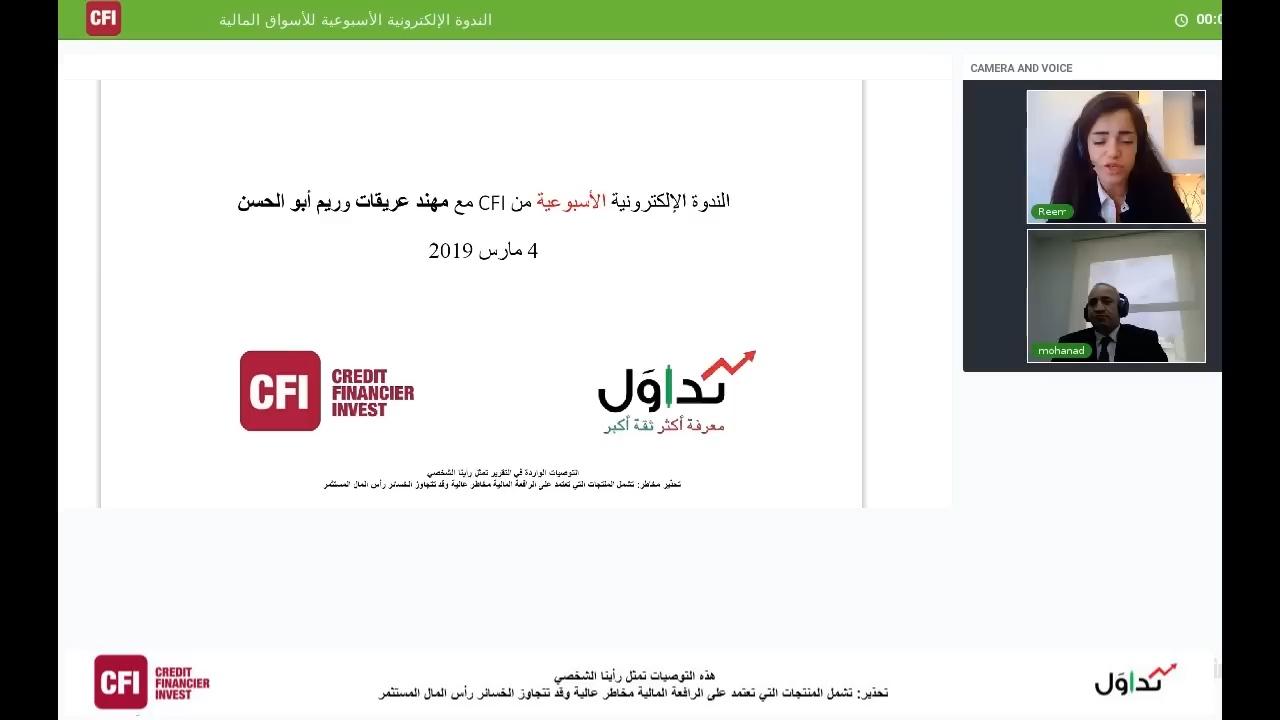 CFI
الندوة الإلكترونية الأسبوعية للأسواق المالية
CAMERA AND VOICE
Reem
mohanad
الندوة الإلكترونية الأسبوعية من CFI مع مهند عريقات وريم أبو الحسن
4 مارس 2019
CFI CREDIT
FINANCIER
INVEST
تداوَل
معرفة أكثر ثقة أكبر
التوصيات الواردة في التقرير تمثل رأينا الشخصي
تحذير مخاطر: تشمل المنتجات التي تعتمد على الرافعة المالية مخاطر عالية وقد تتجاوز الخسائر رأس المال المستثمر
CFI CREDIT
FINANCIER
INVEST
هذه التوصيات تمثل رأينا الشخصي
تحذير: تشمل المنتجات التي تعتمد على الرافعة المالية مخاطر عالية وقد تتجاوز الخسائر رأس المال المستثمر
تداوَل